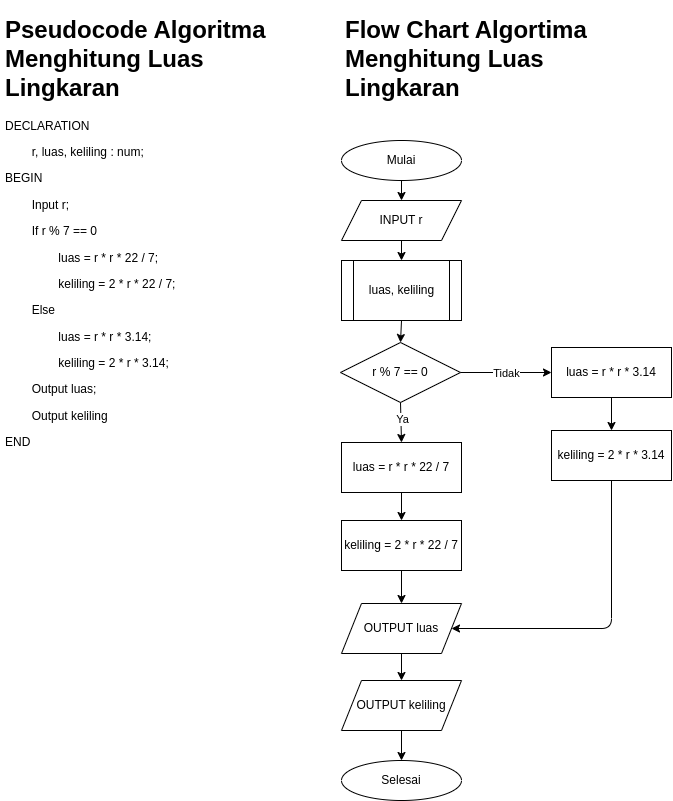 Pseudocode Algoritma
Menghitung Luas
Lingkaran
DECLARATION
r, luas, keliling : num;
BEGIN
Input r;
If r % 7 == 0
luas = r * r * 22 / 7;
keliling = 2 * r * 22 / 7;
Else
luas = r * r * 3.14;
keliling = 2 * r * 3.14;
Output luas;
Output keliling
END
Flow Chart Algortima
Menghitung Luas
Lingkaran
Mulai
INPUT r
luas, keliling
r % 7 == 0
Tidak
luas = r * r * 3.14
keliling = 2 * r * 3.14
Ya
luas = r * r * 22 / 7
keliling = 2 * r * 22 / 7
OUTPUT luas
OUTPUT keliling
Selesai